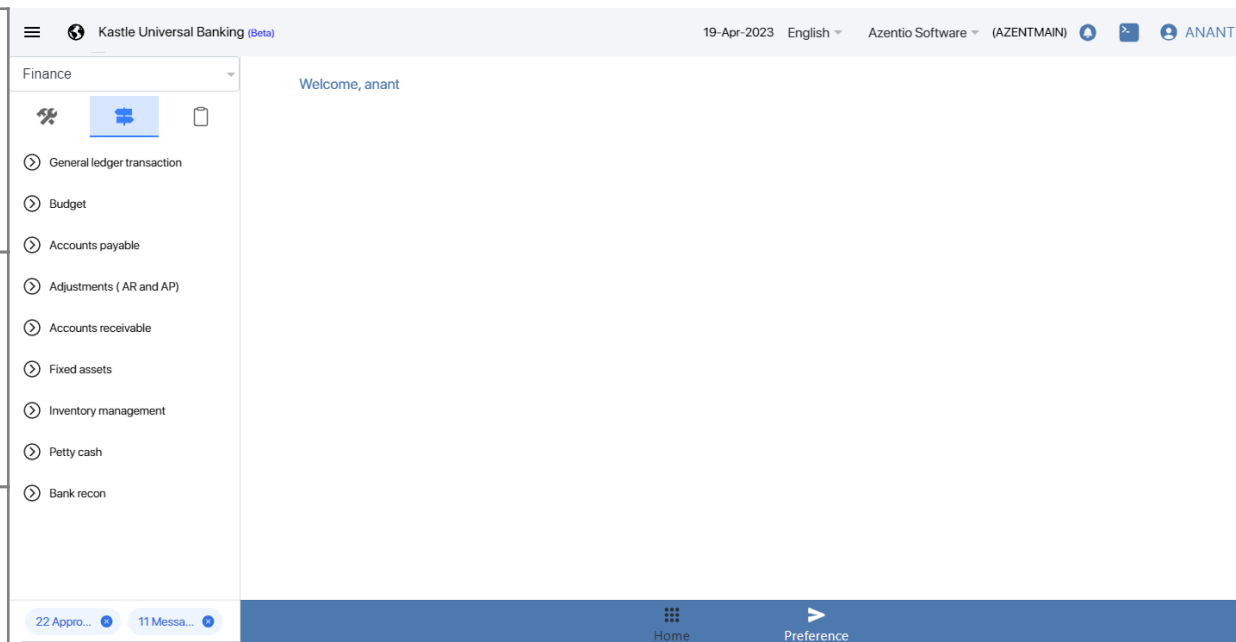 Kastle Universal Banking (Beta)
19-Apr-2023 English Azentio Software (AZENTMAIN) ANANT
Finance
Welcome, anant
General ledger transaction
Budget
Accounts payable
Adjustments ( AR and AP)
Accounts receivable
Fixed assets
Inventory management
Petty cash
Bank recon
22 Appro... 11 Messa...
Home Preference